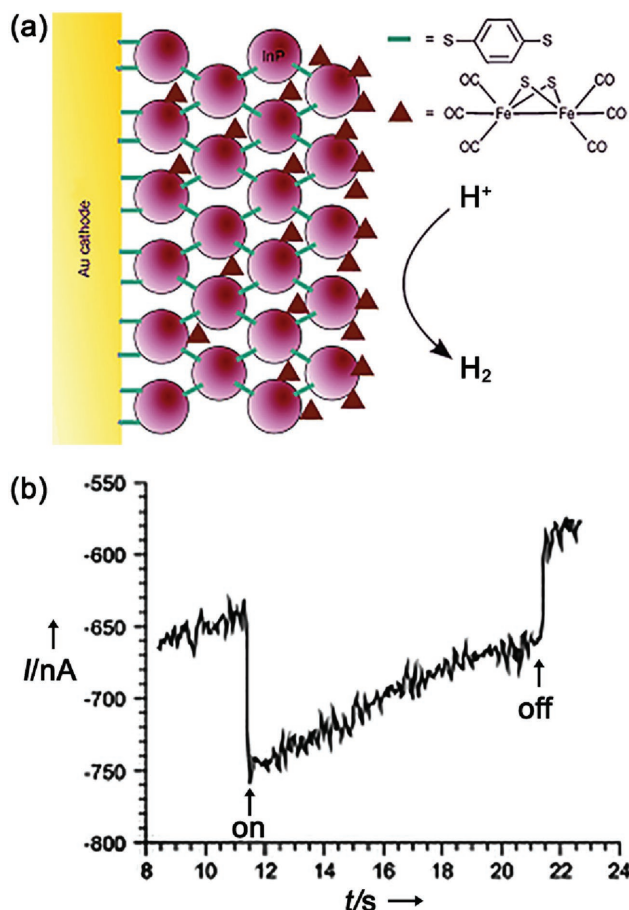 (a)
InP
= S S
Au cathode
= S S
OC Fe Fe CO
OC CO
OC CO
H⁺
H₂
(b)
-550
-600
-650
-700
-750
-800
I/nA
on
off
8 10 12 14 16 18 20 22 24
t/s